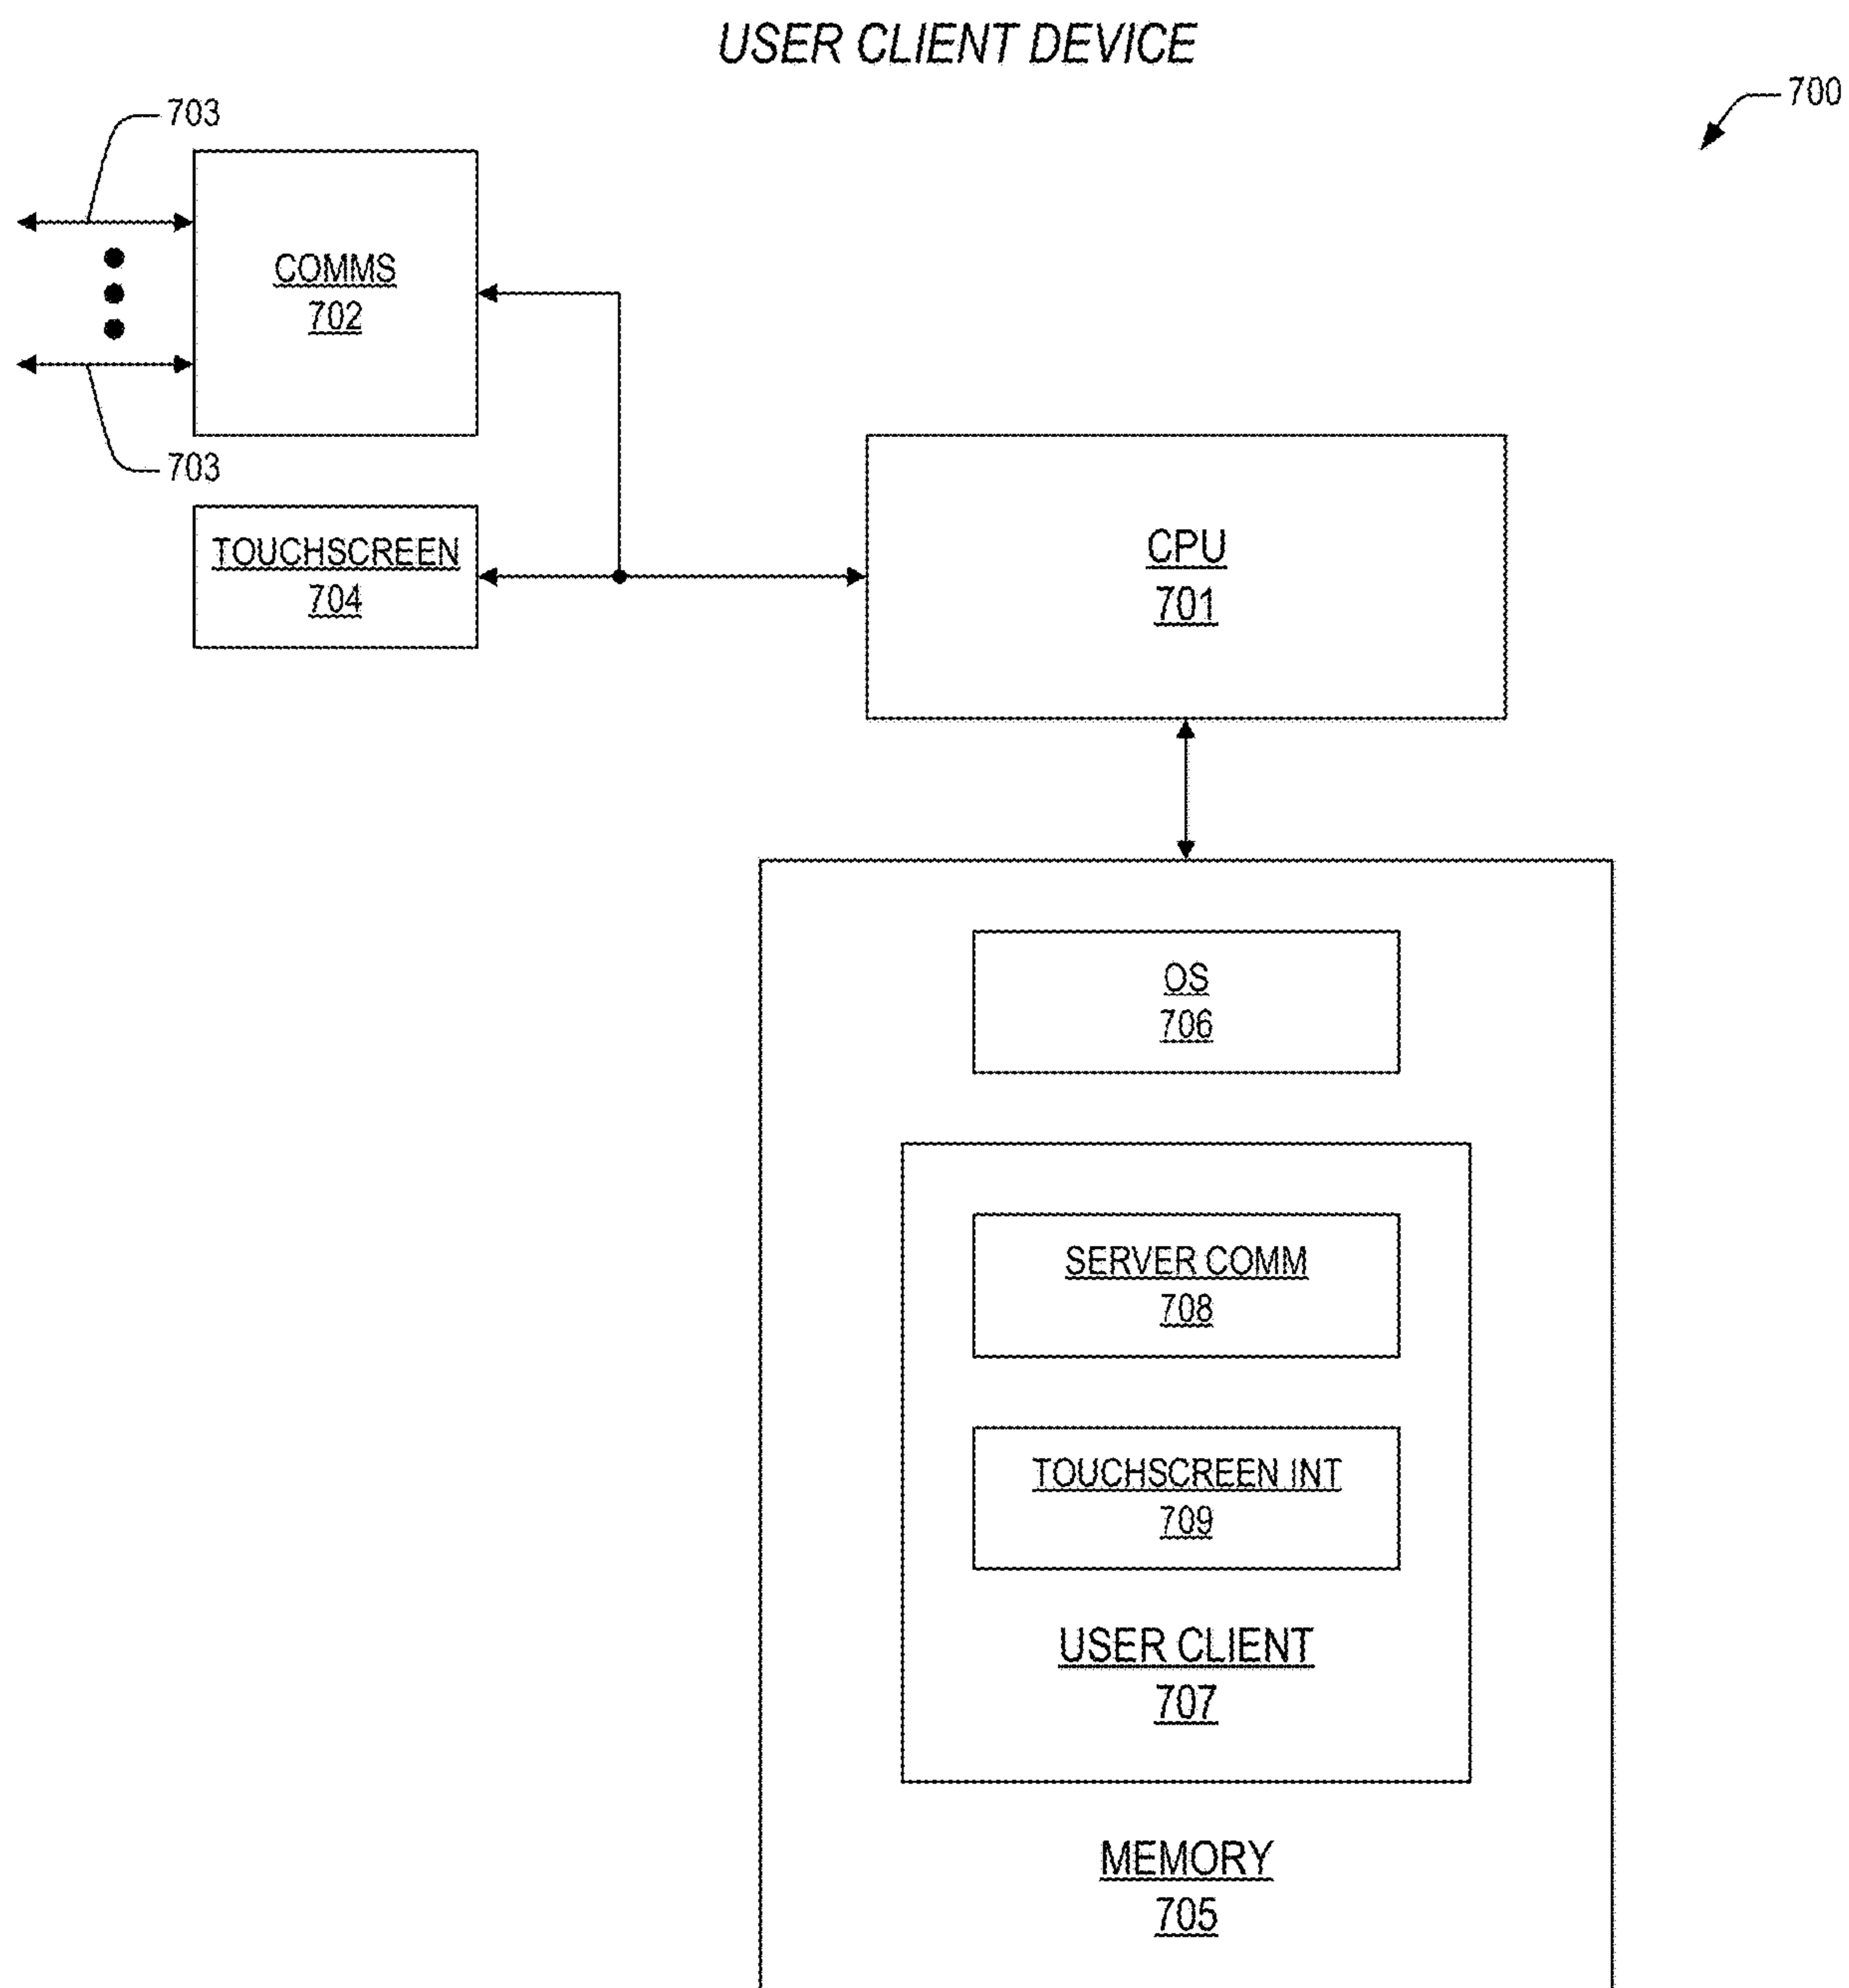 USER CLIENT DEVICE
700
703
COMMS
702
703
TOUCHSCREEN
704
CPU
701
OS
706
SERVER COMM
708
TOUCHSCREEN INT
709
USER CLIENT
707
MEMORY
705